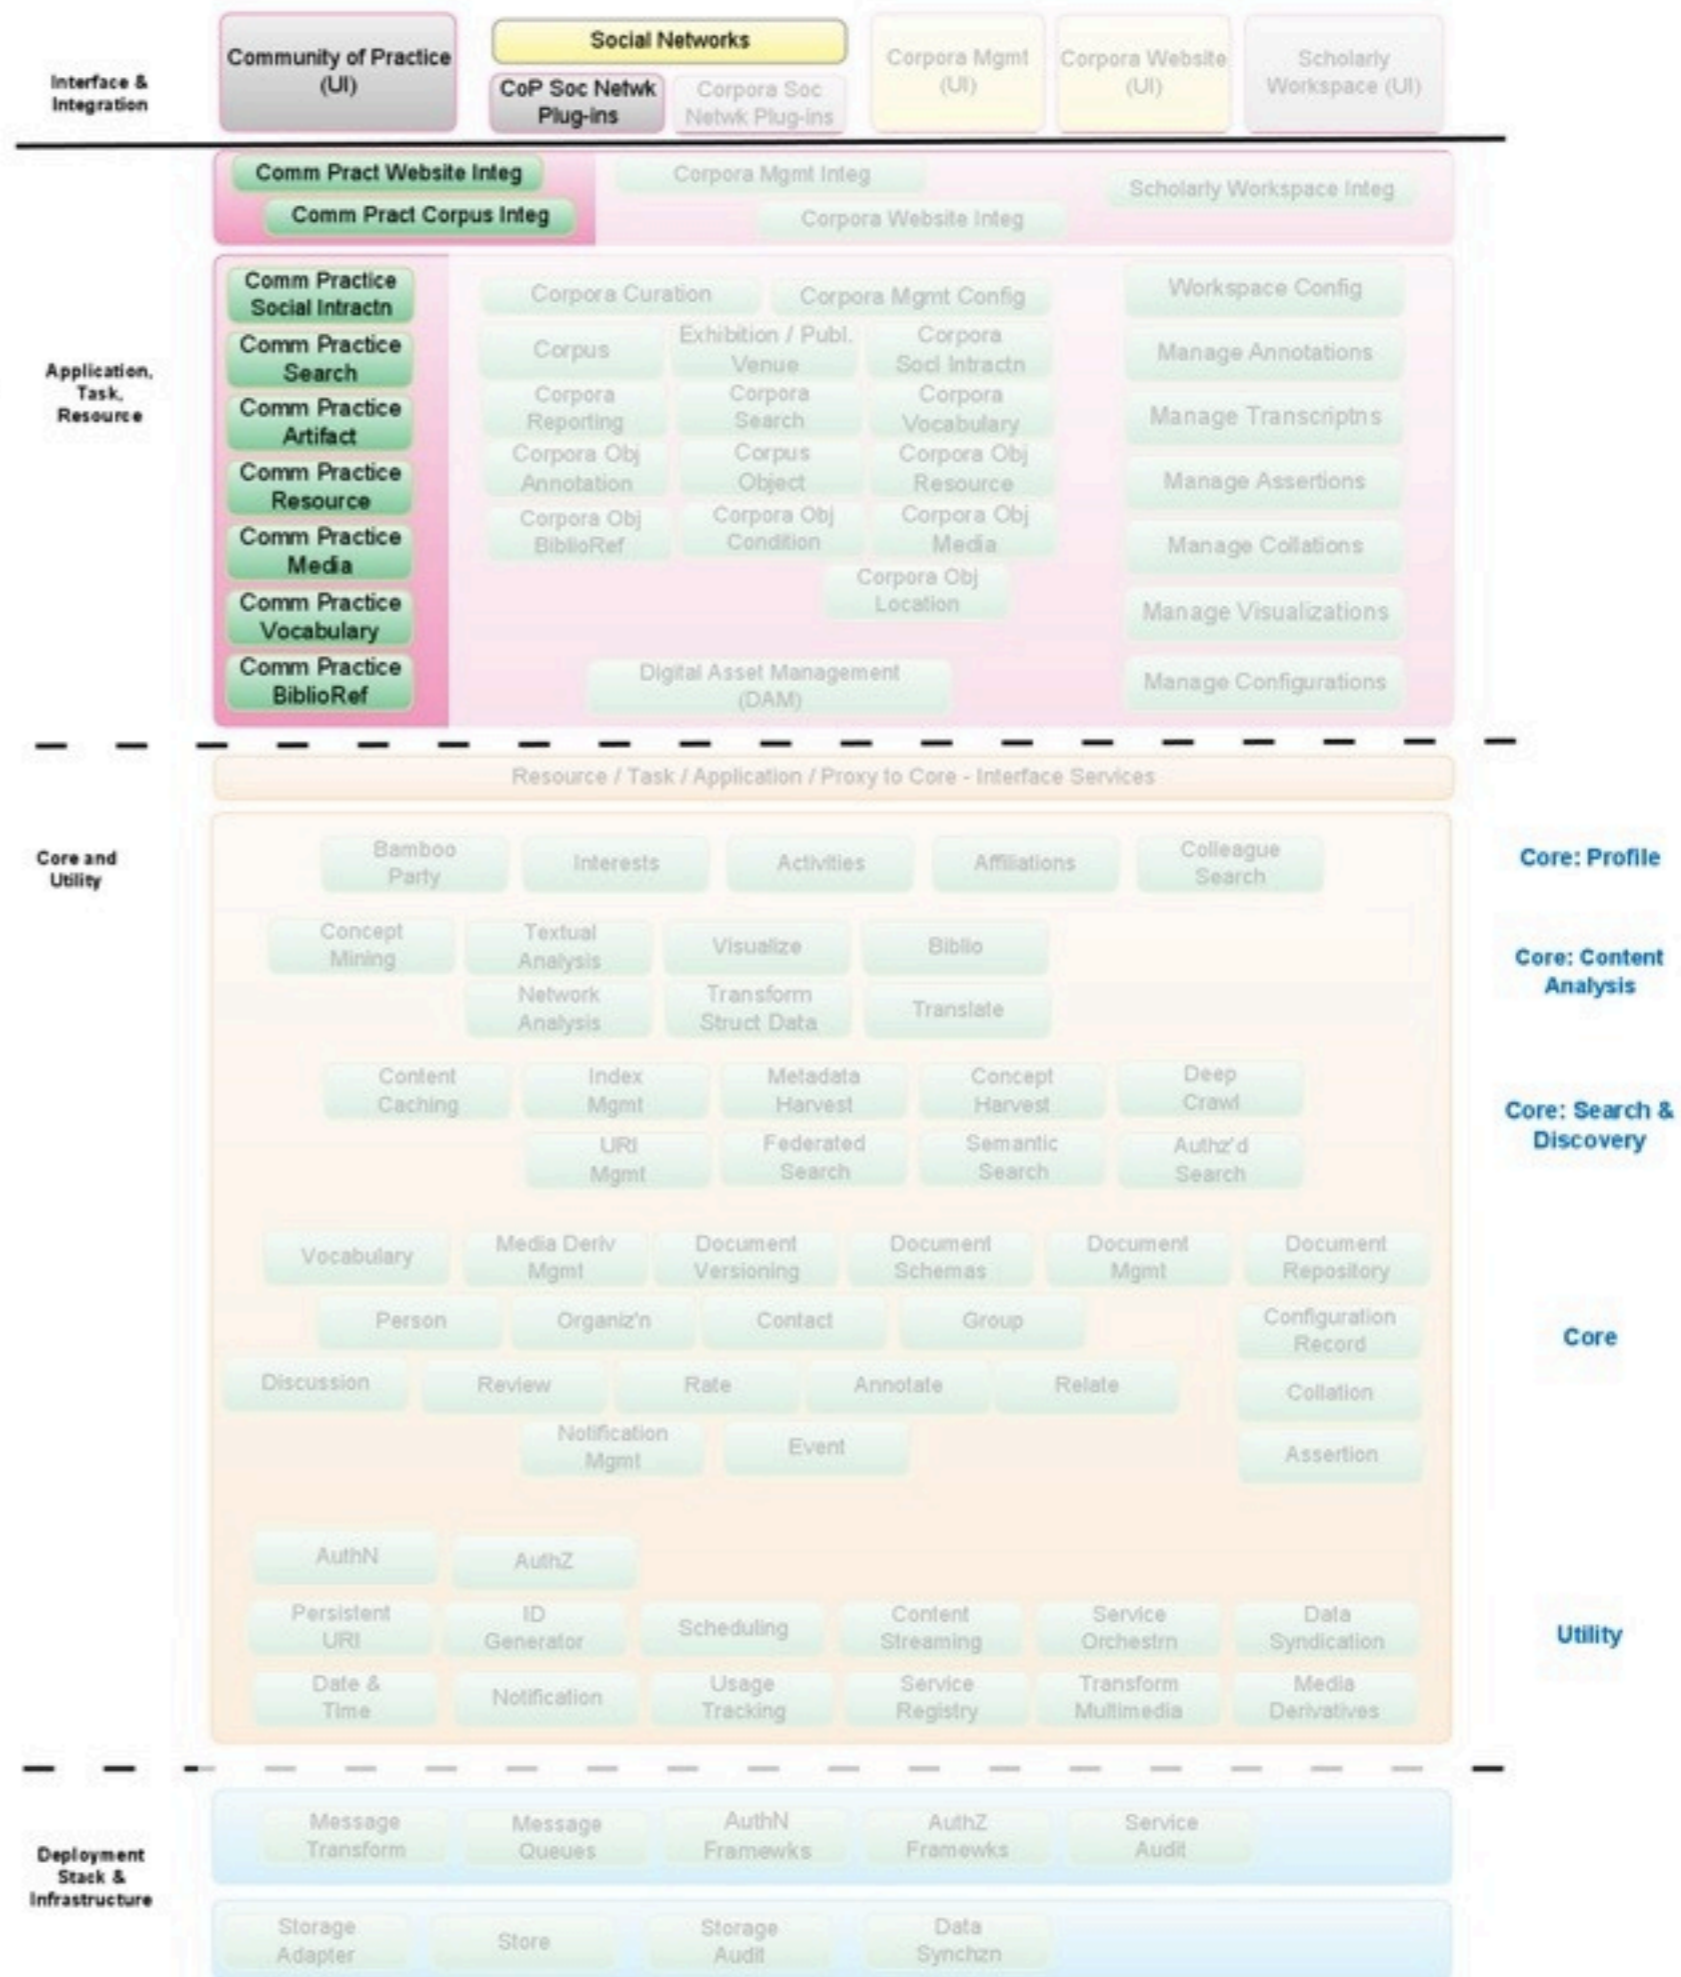 Interface &
Integration
Community of Practice
(UI)
Social Networks
CoP Soc Netwk
Plug-ins
Corpora Soc
Netwk Plug-ins
Corpora Mgmt
(UI)
Corpora Website
(UI)
Scholarly
Workspace (UI)
Comm Pract Website Integ
Comm Pract Corpus Integ
Corpora Mgmt Integ
Corpora Website Integ
Scholarly Workspace Integ
Application,
Task,
Resource
Comm Practice
Social Intractn
Comm Practice
Search
Comm Practice
Artifact
Comm Practice
Resource
Comm Practice
Media
Comm Practice
Vocabulary
Comm Practice
BiblioRef
Corpora Curation
Corpora Mgmt Config
Corpus
Exhibition / Publ.
Venue
Corpora
Socl Intractn
Corpora
Reporting
Corpora
Search
Corpora
Vocabulary
Corpora Obj
Annotation
Corpus
Object
Corpora Obj
Resource
Corpora Obj
BiblioRef
Corpora Obj
Condition
Corpora Obj
Media
Corpora Obj
Location
Digital Asset Management
(DAM)
Workspace Config
Manage Annotations
Manage Transcriptns
Manage Assertions
Manage Collations
Manage Visualizations
Manage Configurations
Resource / Task / Application / Proxy to Core - Interface Services
Core and
Utility
Bamboo
Party
Interests
Activities
Affiliations
Colleague
Search
Core: Profile
Concept
Mining
Textual
Analysis
Visualize
Biblio
Network
Analysis
Transform
Struct Data
Translate
Core: Content
Analysis
Content
Caching
Index
Mgmt
Metadata
Harvest
Concept
Harvest
Deep
Crawl
URI
Mgmt
Federated
Search
Semantic
Search
Authz'd
Search
Core: Search &
Discovery
Vocabulary
Media Deriv
Mgmt
Document
Versioning
Document
Schemas
Document
Mgmt
Document
Repository
Person
Organiz'n
Contact
Group
Configuration
Record
Core
Discussion
Review
Rate
Annotate
Relate
Collation
Notification
Mgmt
Event
Assertion
AuthN
AuthZ
Persistent
URI
ID
Generator
Scheduling
Content
Streaming
Service
Orchestrn
Data
Syndication
Utility
Date &
Time
Notification
Usage
Tracking
Service
Registry
Transform
Multimedia
Media
Derivatives
Deployment
Stack &
Infrastructure
Message
Transform
Message
Queues
AuthN
Framewks
AuthZ
Framewks
Service
Audit
Storage
Adapter
Store
Storage
Audit
Data
Synchzn